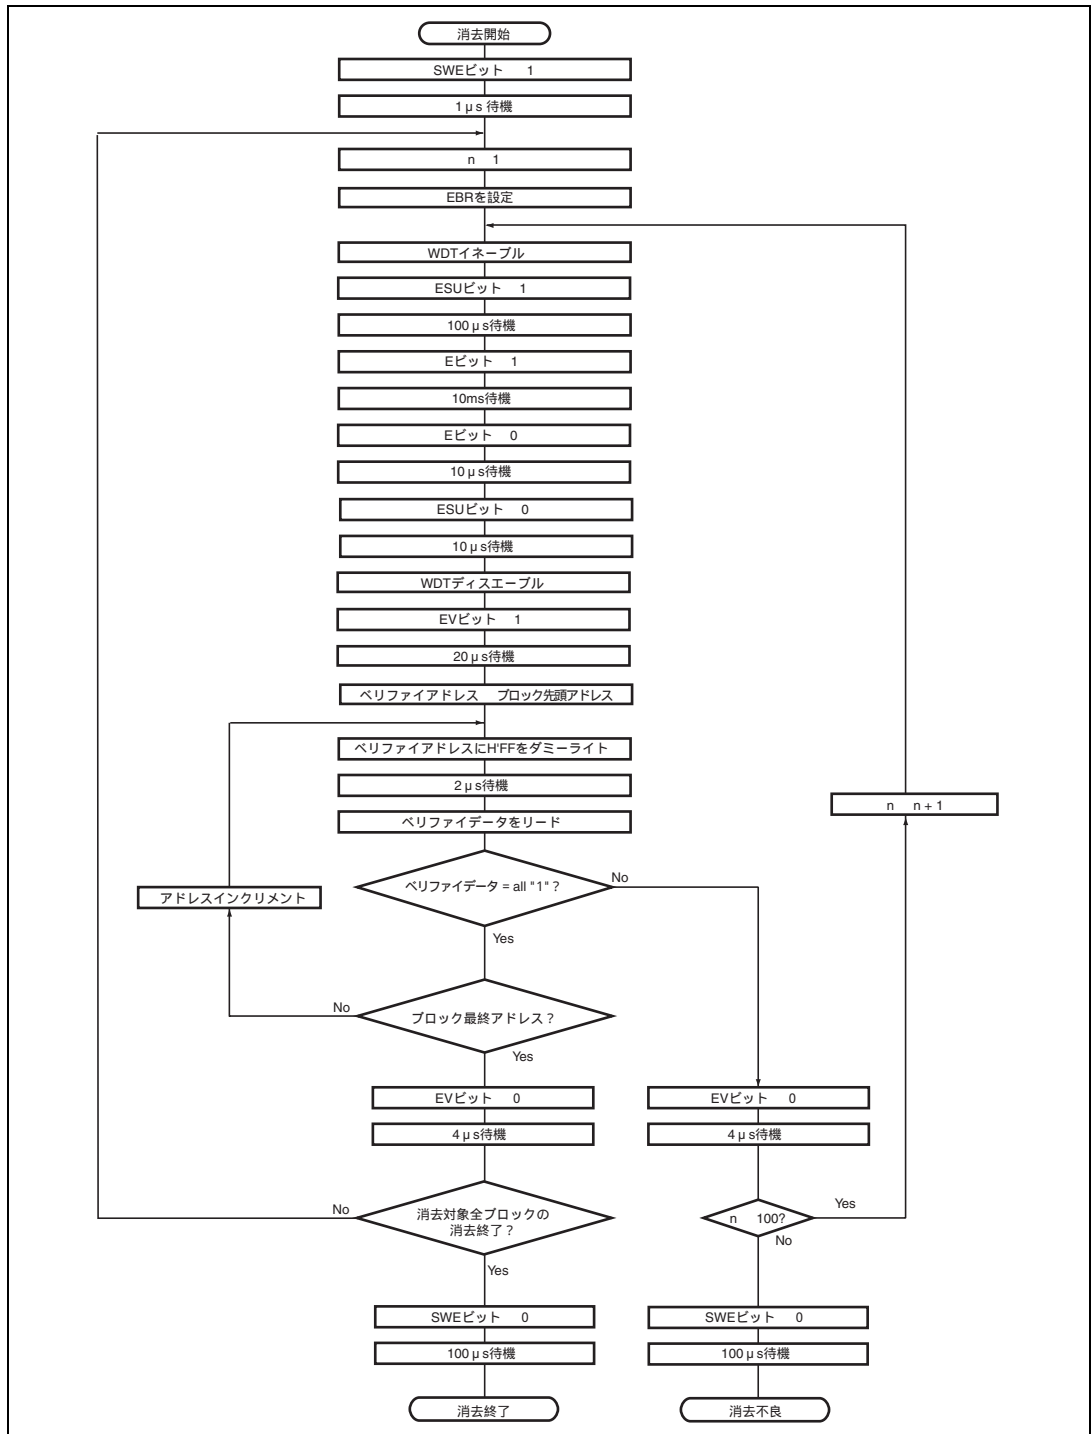 消去開始
SWEビット 1
1μs 待機
n 1
EBRを設定
WDTイネーブル
ESUビット 1
100μs待機
Eビット 1
10ms待機
Eビット 0
10μs待機
ESUビット 0
10μs待機
WDTディスエーブル
EVビット 1
20μs待機
ベリファイアドレス ブロック先頭アドレス
ベリファイアドレスにH'FFをダミーライト
2μs待機
ベリファイデータをリード
n n + 1
ベリファイデータ = all "1" ?
No
アドレスインクリメント
Yes
No
ブロック最終アドレス？
Yes
EVビット 0
EVビット 0
4μs待機
4μs待機
No
消去対象全ブロックの
消去終了？
n 100?
Yes
No
Yes
SWEビット 0
SWEビット 0
100μs待機
100μs待機
消去終了
消去不良